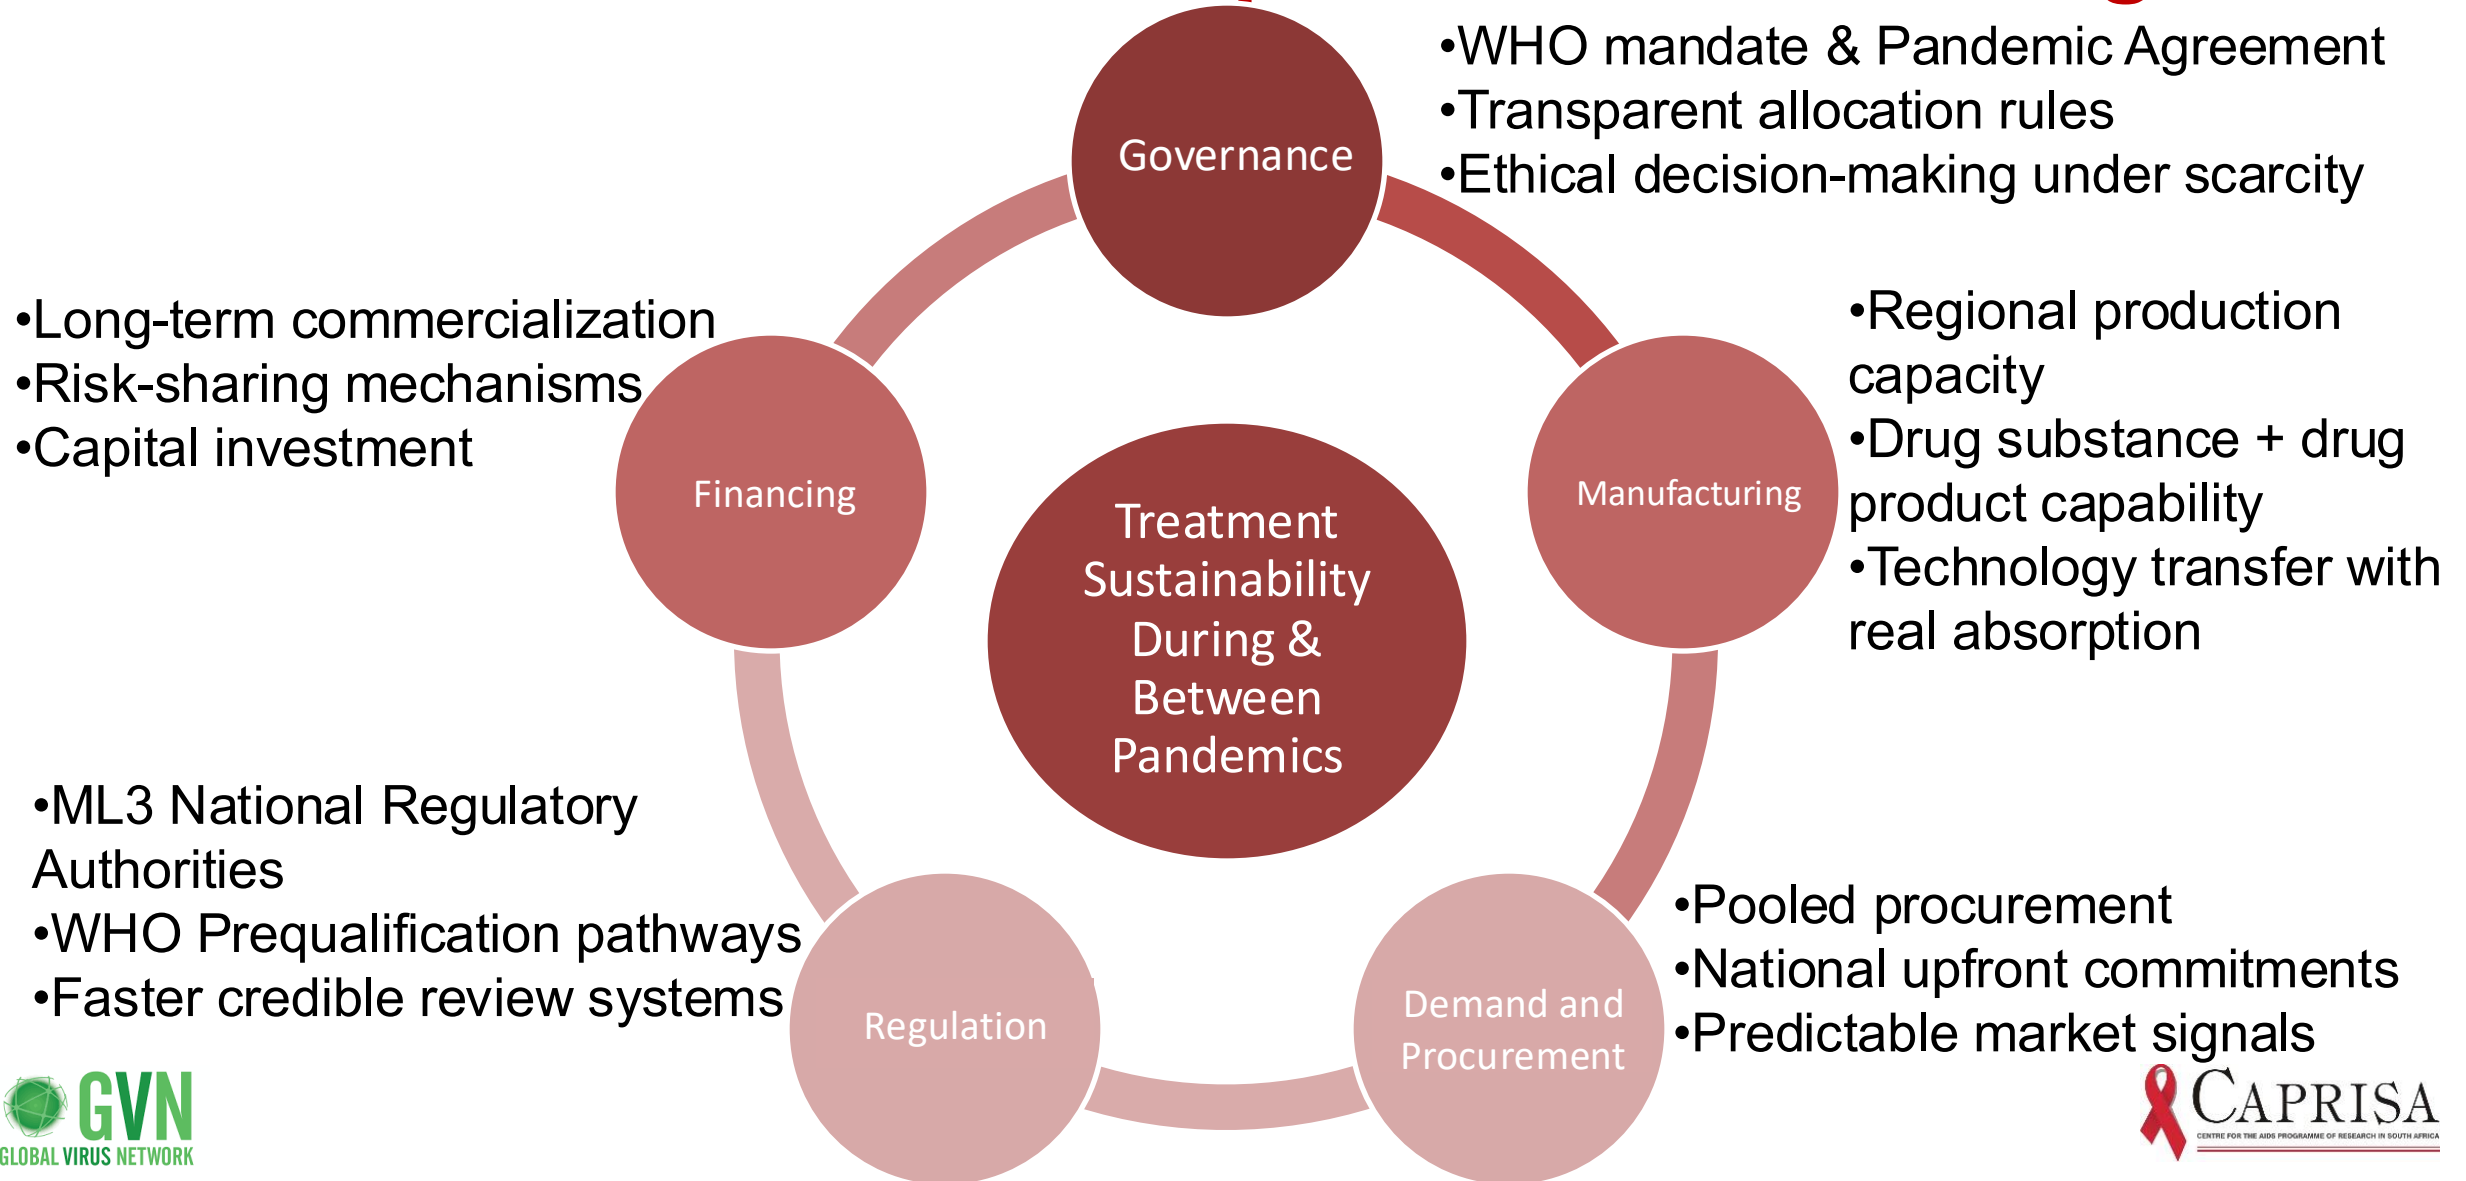 Governance
•WHO mandate & Pandemic Agreement
•Transparent allocation rules
•Ethical decision-making under scarcity
Manufacturing
•Regional production
capacity
•Drug substance + drug
product capability
•Technology transfer with
real absorption
Demand and
Procurement
•Pooled procurement
•National upfront commitments
•Predictable market signals
Regulation
•ML3 National Regulatory
Authorities
•WHO Prequalification pathways
•Faster credible review systems
Financing
•Long-term commercialization
•Risk-sharing mechanisms
•Capital investment
Treatment
Sustainability
During &
Between
Pandemics
GVN
GLOBAL VIRUS NETWORK
CAPRISA
CENTRE FOR THE AIDS PROGRAMME OF RESEARCH IN SOUTH AFRICA